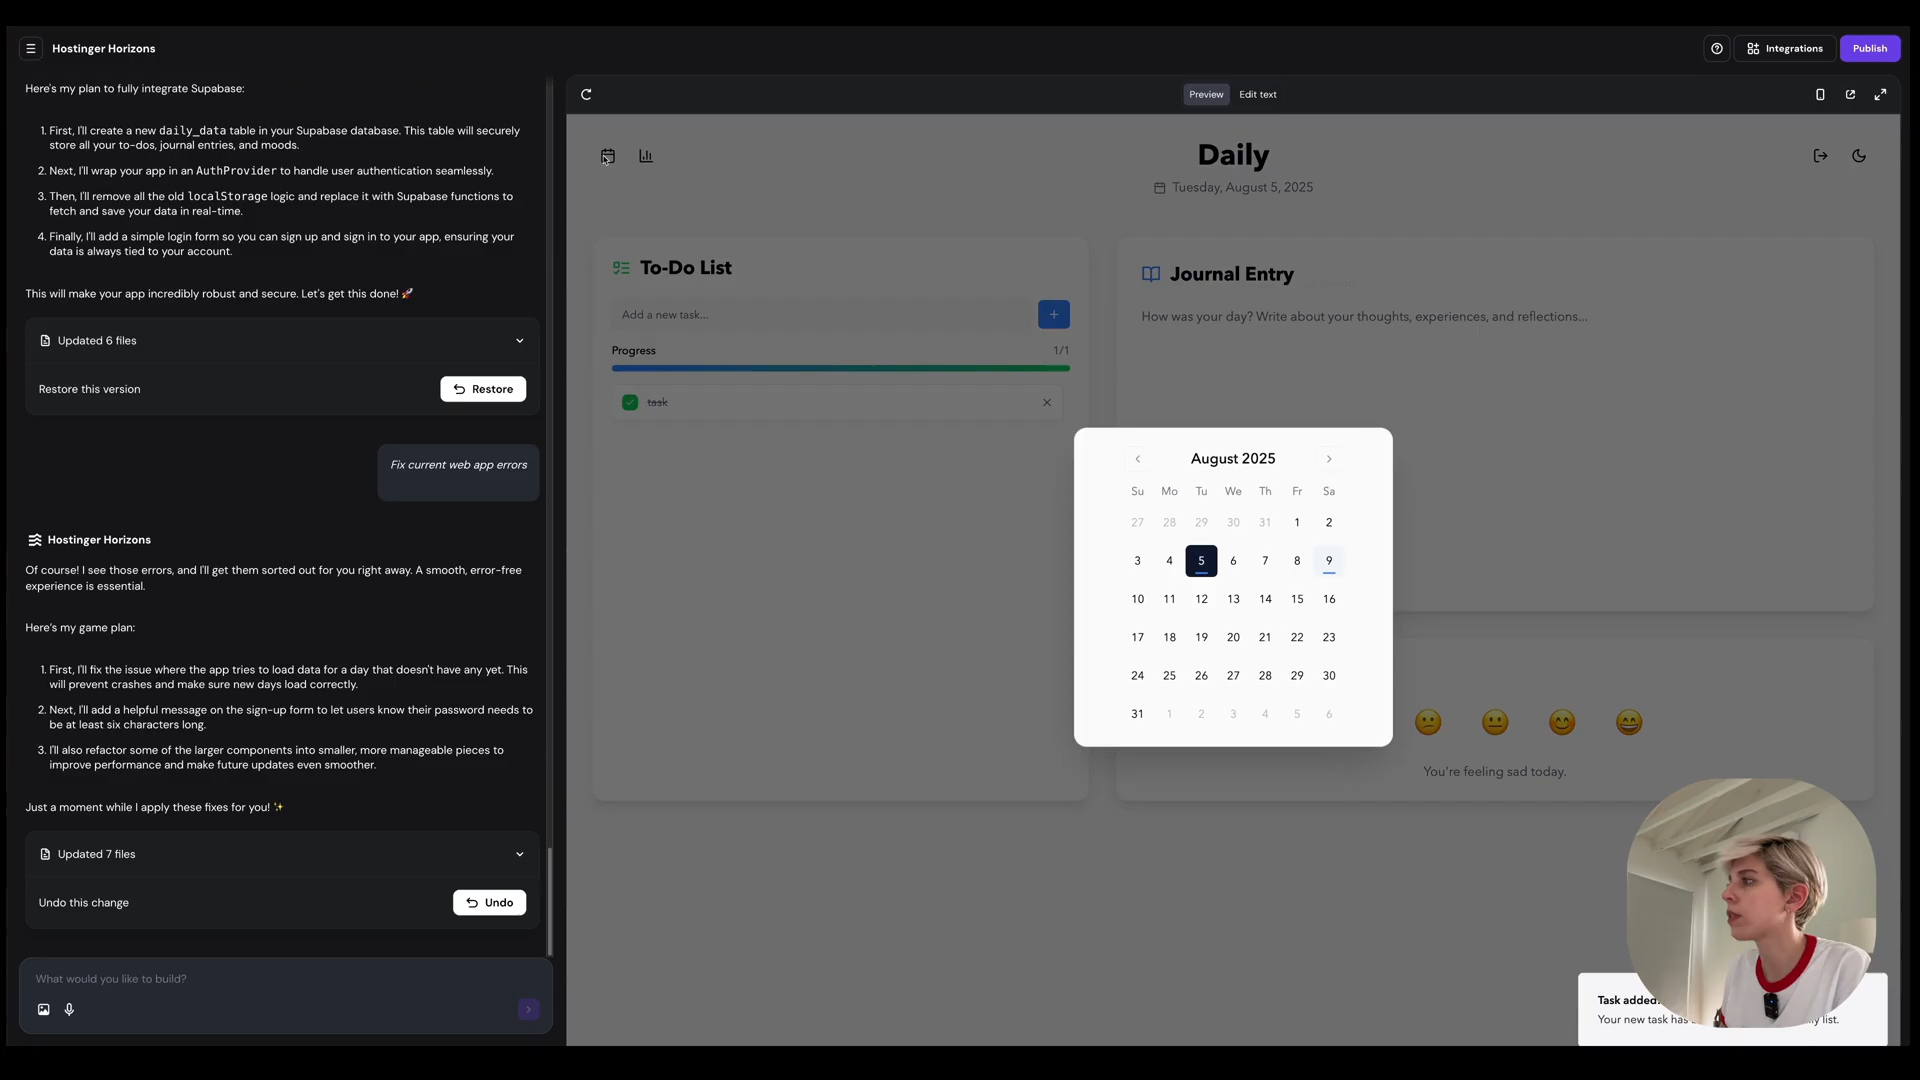 Hostinger Horizons
Integrations
Publish
Here's my plan to fully integrate Supabase:
1. First, I'll create a new daily_data table in your Supabase database. This table will securely
store all your to-dos, journal entries, and moods.
2. Next, I'll wrap your app in an AuthProvider to handle user authentication seamlessly.
3. Then, I'll remove all the old localStorage logic and replace it with Supabase functions to
fetch and save your data in real-time.
4. Finally, I'll add a simple login form so you can sign up and sign in to your app, ensuring your
data is always tied to your account.
This will make your app incredibly robust and secure. Let's get this done! 🚀
Updated 6 files
Restore this version
Restore
Fix current web app errors
Hostinger Horizons
Of course! I see those errors, and I'll get them sorted out for you right away. A smooth, error-free
experience is essential.
Here's my game plan:
1. First, I'll fix the issue where the app tries to load data for a day that doesn't have any yet. This
will prevent crashes and make sure new days load correctly.
2. Next, I'll add a helpful message on the sign-up form to let users know their password needs to
be at least six characters long.
3. I'll also refactor some of the larger components into smaller, more manageable pieces to
improve performance and make future updates even smoother.
Just a moment while I apply these fixes for you! ✨
Updated 7 files
Undo this change
Undo
What would you like to build?
Preview
Edit text
Daily
Tuesday, August 5, 2025
To-Do List
Add a new task...
Progress
1/1
task
Journal Entry
How was your day? Write about your thoughts, experiences, and reflections...
August 2025
Su Mo Tu We Th Fr Sa
27 28 29 30 31 1 2
3 4 5 6 7 8 9
10 11 12 13 14 15 16
17 18 19 20 21 22 23
24 25 26 27 28 29 30
31 1 2 3 4 5 6
You're feeling sad today.
Task added!
Your new task has list.